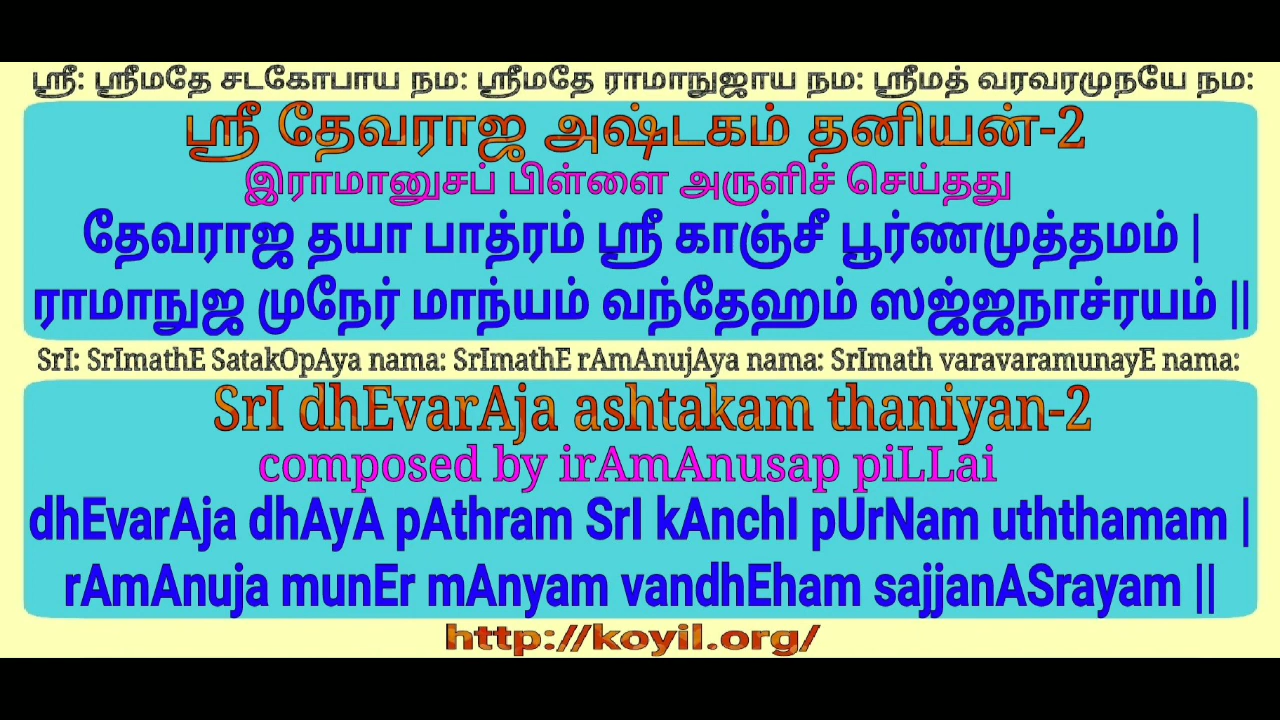 ஸ்ரீ: ஸ்ரீமதே சடகோபாய நம: ஸ்ரீமதே ராமாநுஜாய நம: ஸ்ரீமத் வரவரமுநயே நம:
ஸ்ரீ தேவராஜ அஷ்டகம் தனியன்-2
இராமானுசப் பிள்ளை அருளிச் செய்தது
தேவராஜ தயா பாத்ரம் ஸ்ரீ காஞ்சீ பூர்ணமுத்தமம் |
ராமாநுஜ முநேர் மாந்யம் வந்தேஹம் ஸஜ்ஜநாச்ரயம் ||
SrI: SrImathE SatakOpAya nama: SrImathE rAmAnujAya nama: SrImath varavaramunayE nama:
SrI dhEvarAja ashtakam thaniyan-2
composed by irAmAnusap piLLai
dhEvarAja dhAyA pAthram SrI kAnchI pUrNam uththamam |
rAmAnuja munEr mAnyam vandhEham sajjanASrayam ||
http://koyil.org/